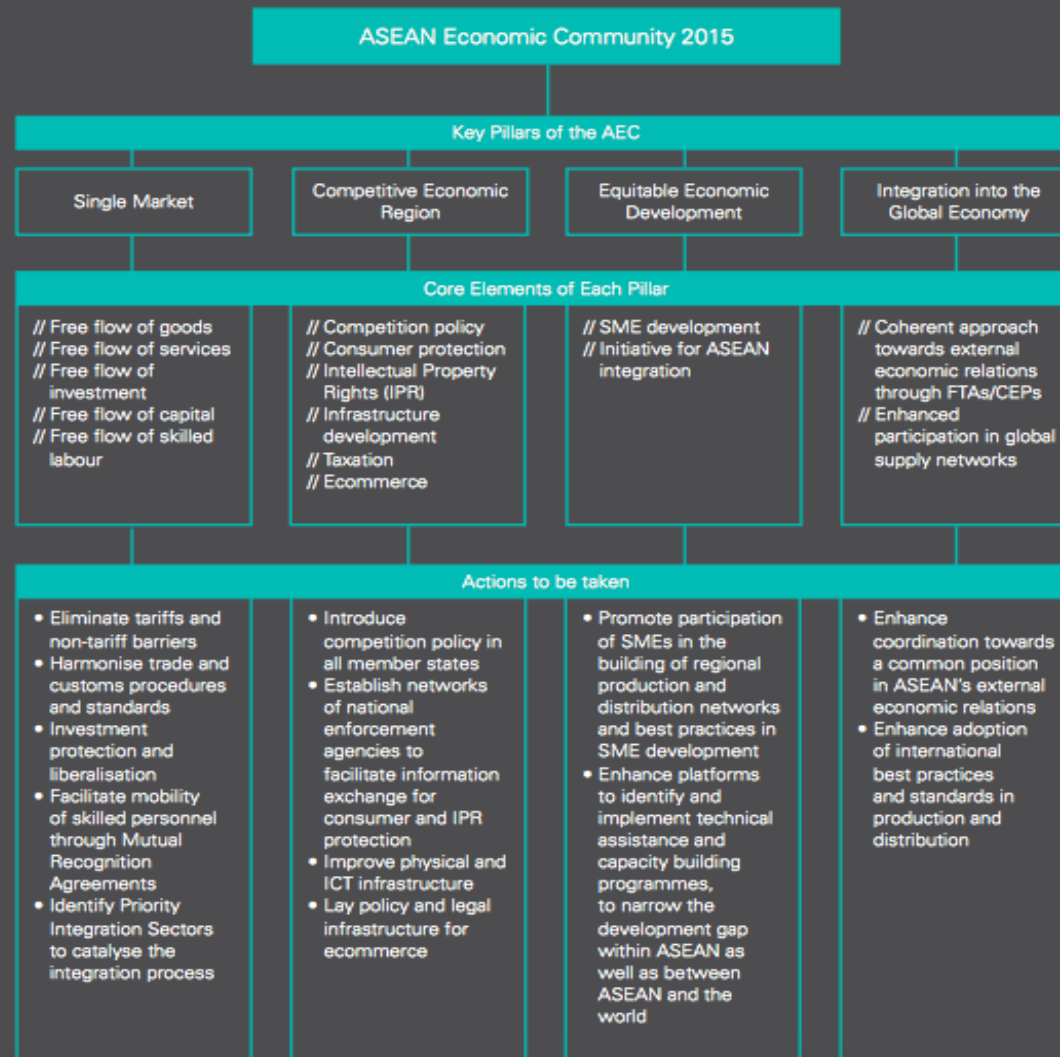 ASEAN Economic Community 2015
Key Pillars of the AEC
Single Market
Competitive Economic
Region
Equitable Economic
Development
Integration into the
Global Economy
Core Elements of Each Pillar
// Free flow of goods
// Free flow of services
// Free flow of
investment
// Free flow of capital
// Free flow of skilled
labour
// Competition policy
// Consumer protection
// Intellectual Property
Rights (IPR)
// Infrastructure
development
// Taxation
// Ecommerce
// SME development
// Initiative for ASEAN
integration
// Coherent approach
towards external
economic relations
through FTAs/CEPs
// Enhanced
participation in global
supply networks
Actions to be taken
• Eliminate tariffs and
non-tariff barriers
• Harmonise trade and
customs procedures
and standards
• Investment
protection and
liberalisation
• Facilitate mobility
of skilled personnel
through Mutual
Recognition
Agreements
• Identify Priority
Integration Sectors
to catalyse the
integration process
• Introduce
competition policy in
all member states
• Establish networks
of national
enforcement
agencies to
facilitate information
exchange for
consumer and IPR
protection
• Improve physical and
ICT infrastructure
• Lay policy and legal
infrastructure for
ecommerce
• Promote participation
of SMEs in the
building of regional
production and
distribution networks
and best practices in
SME development
• Enhance platforms
to identify and
implement technical
assistance and
capacity building
programmes,
to narrow the
development gap
within ASEAN as
well as between
ASEAN and the
world
• Enhance
coordination towards
a common position
in ASEAN's external
economic relations
• Enhance adoption
of international
best practices
and standards in
production and
distribution